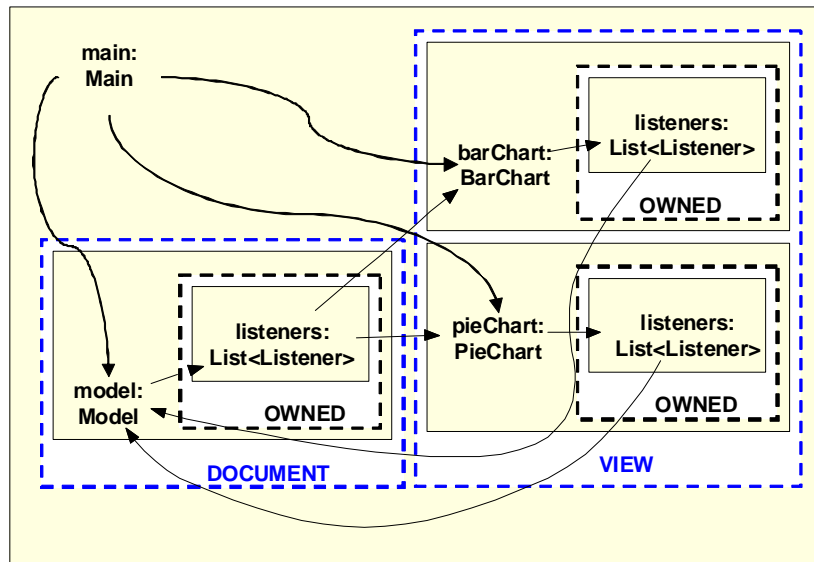 main:
Main
listeners:
List<Listener>
barChart:
BarChart
OWNED
listeners:
List<Listener>
model:
Model
OWNED
DOCUMENT
pieChart:
PieChart
listeners:
List<Listener>
OWNED
VIEW